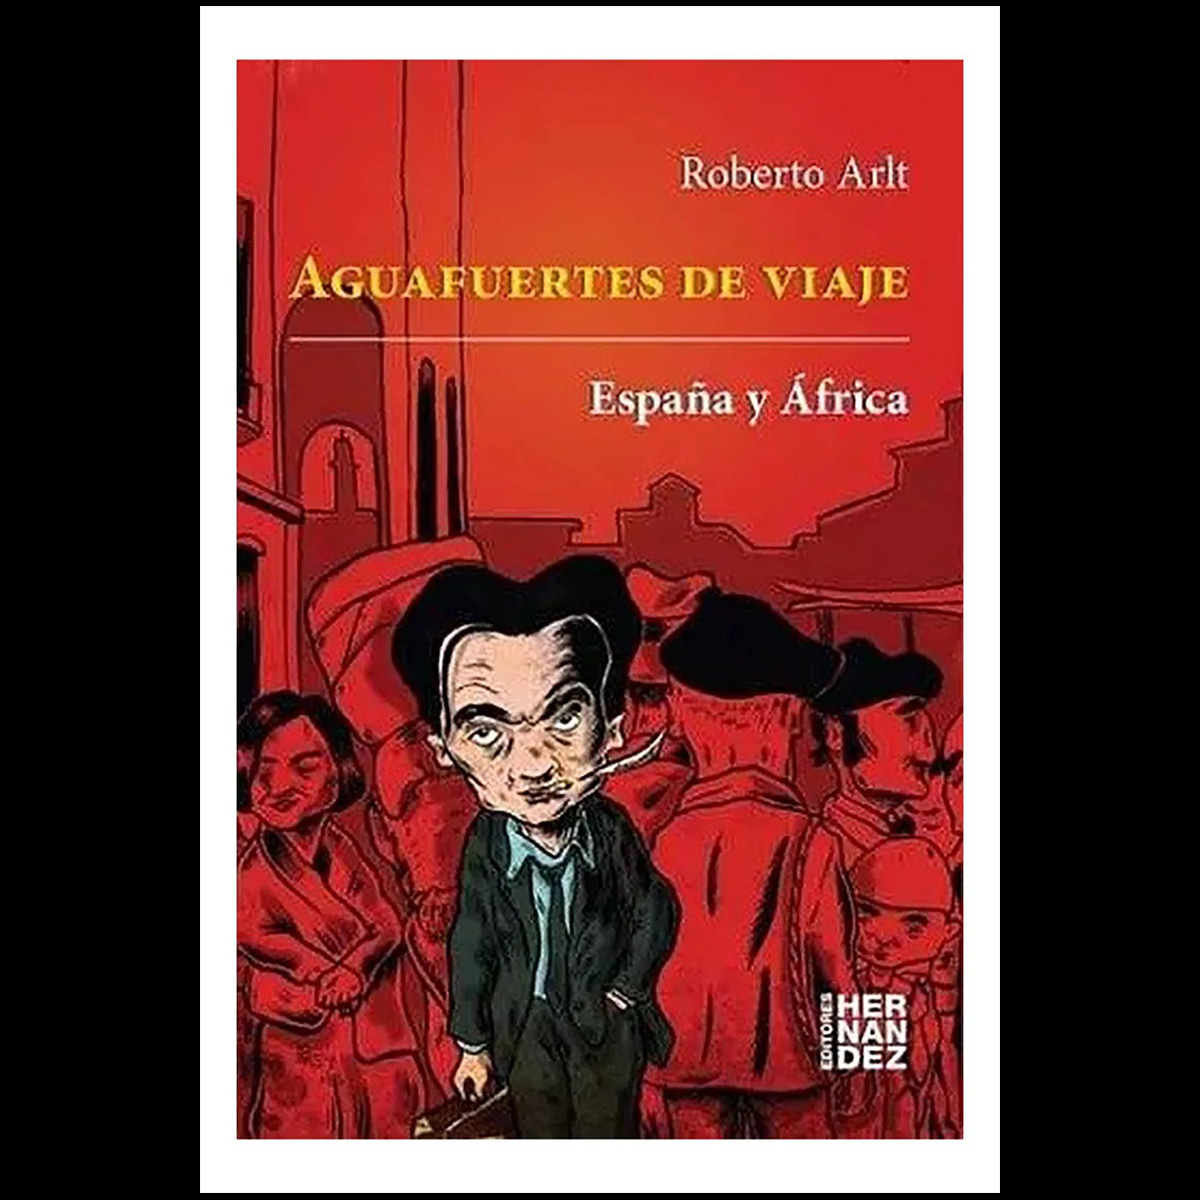 Roberto Arlt
AGUAFUERTES DE VIAJE
España y África
EDITORES
HER
NAN
DEZ